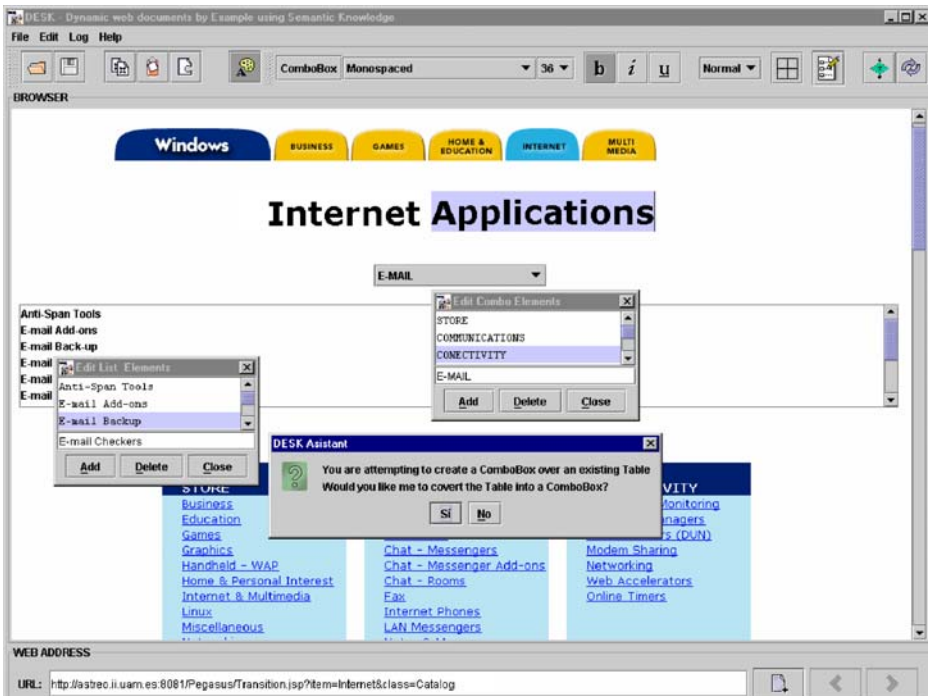 DESK - Dynamic web documents by Example using Semantic Knowledge
File Edit Log Help
ComboBox Monospaced 36 b i u Normal
BROWSER
Windows BUSINESS GAMES HOME & EDUCATION INTERNET MULTI MEDIA
Internet Applications
E-MAIL
Anti-Span Tools
E-mail Add-ons
E-mail Back-up
E-mail
E-mail
E-mail
Edit List Elements
Anti-Span Tools
E-mail Add-ons
E-mail Backup
E-mail Checkers
Add Delete Close
Edit Combo Elements
STORE
COMMUNICATIONS
CONECTIVITY
E-MAIL
Add Delete Close
DESK Asistant
You are attempting to create a ComboBox over an existing Table
Would you like me to covert the Table into a ComboBox?
Sí No
STORE
Business
Education
Games
Graphics
Handheld - WAP
Home & Personal Interest
Internet & Multimedia
Linux
Miscellaneous
Chat - Messengers
Chat - Messenger Add-ons
Chat - Rooms
Fax
Internet Phones
LAN Messengers
VITY
Monitoring
nagers
s (DUN)
Modem Sharing
Networking
Web Accelerators
Online Timers
WEB ADDRESS
URL: http://astreo.ii.uam.es:8081/Pegasus/Transition.jsp?item=Internet&class=Catalog